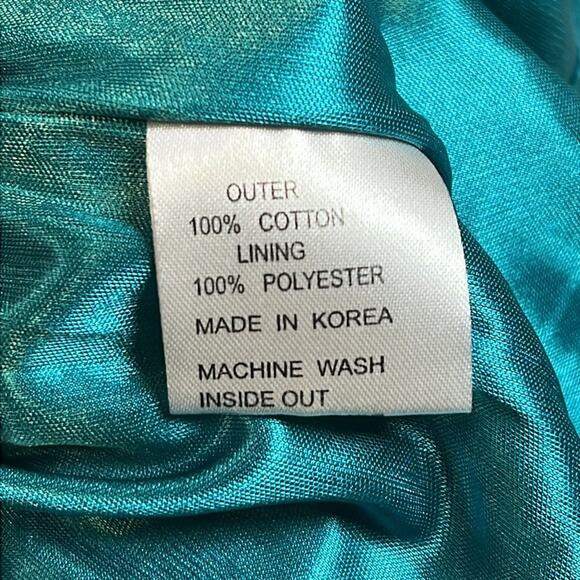 OUTER
100% COTTON
LINING
100% POLYESTER
MADE IN KOREA
MACHINE WASH
INSIDE OUT